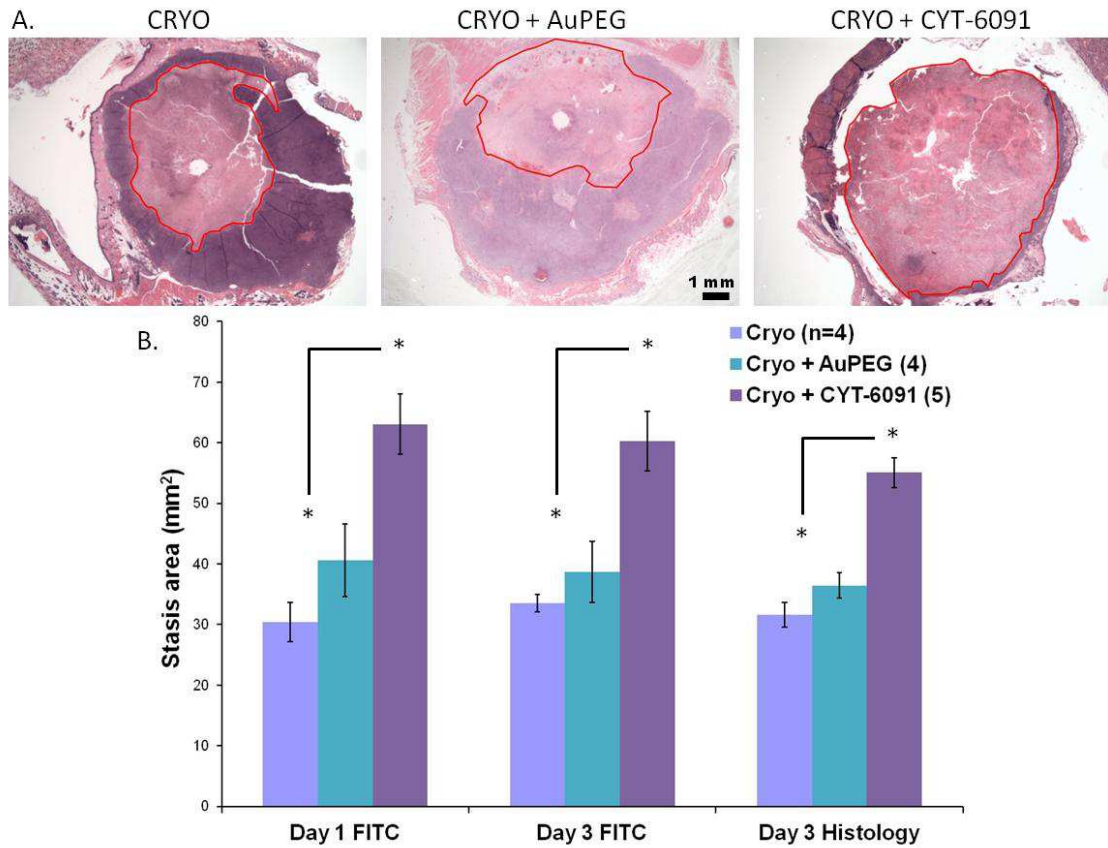 A.
CRYO
CRYO + AuPEG
CRYO + CYT-6091
1 mm
B.
Stasis area (mm²)
80
70
60
50
40
30
20
10
0
* *
* *
* *
Cryo (n=4)
Cryo + AuPEG (4)
Cryo + CYT-6091 (5)
Day 1 FITC
Day 3 FITC
Day 3 Histology